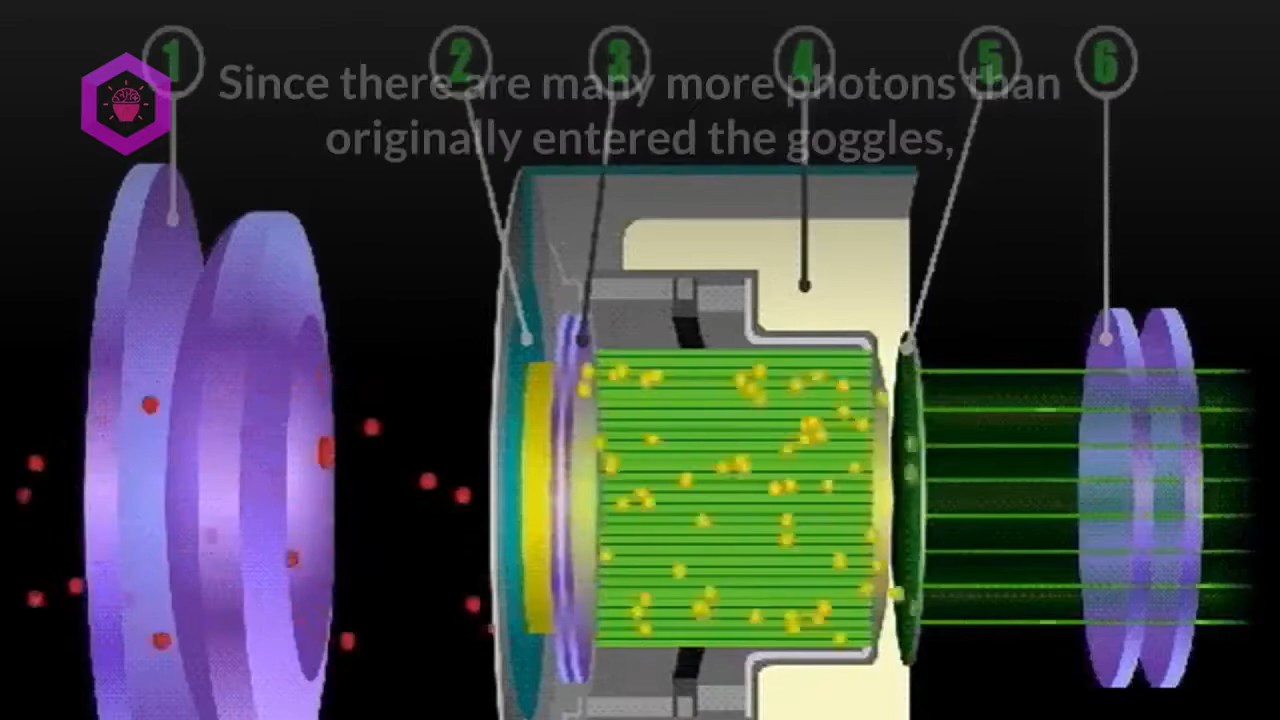 1 2 3 4 5 6
Since there are many more photons than
originally entered the goggles,